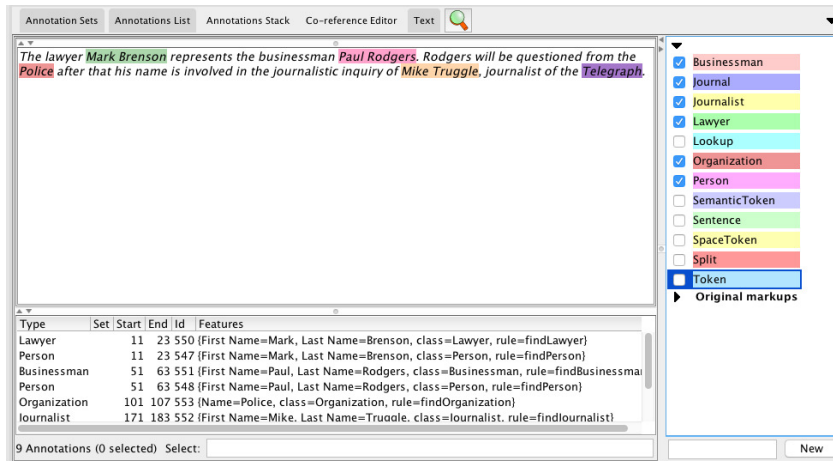 Annotation Sets Annotations List Annotations Stack Co-reference Editor Text
The lawyer Mark Brenson represents the businessman Paul Rodgers. Rodgers will be questioned from the
Police after that his name is involved in the journalistic inquiry of Mike Truggle, journalist of the Telegraph.
Businessman
Journal
Journalist
Lawyer
Lookup
Organization
Person
SemanticToken
Sentence
SpaceToken
Split
Token
Original markups
Type Set Start End Id Features
Lawyer 11 23 550 {First Name=Mark, Last Name=Brenson, class=Lawyer, rule=findLawyer}
Person 11 23 547 {First Name=Mark, Last Name=Brenson, class=Person, rule=findPerson}
Businessman 51 63 551 {First Name=Paul, Last Name=Rodgers, class=Businessman, rule=findBusinessma
Person 51 63 548 {First Name=Paul, Last Name=Rodgers, class=Person, rule=findPerson}
Organization 101 107 553 {Name=Police, class=Organization, rule=findOrganization}
Journalist 171 183 552 {First Name=Mike, Last Name=Truggle, class=Journalist, rule=findJournalist}
9 Annotations (0 selected) Select:
New